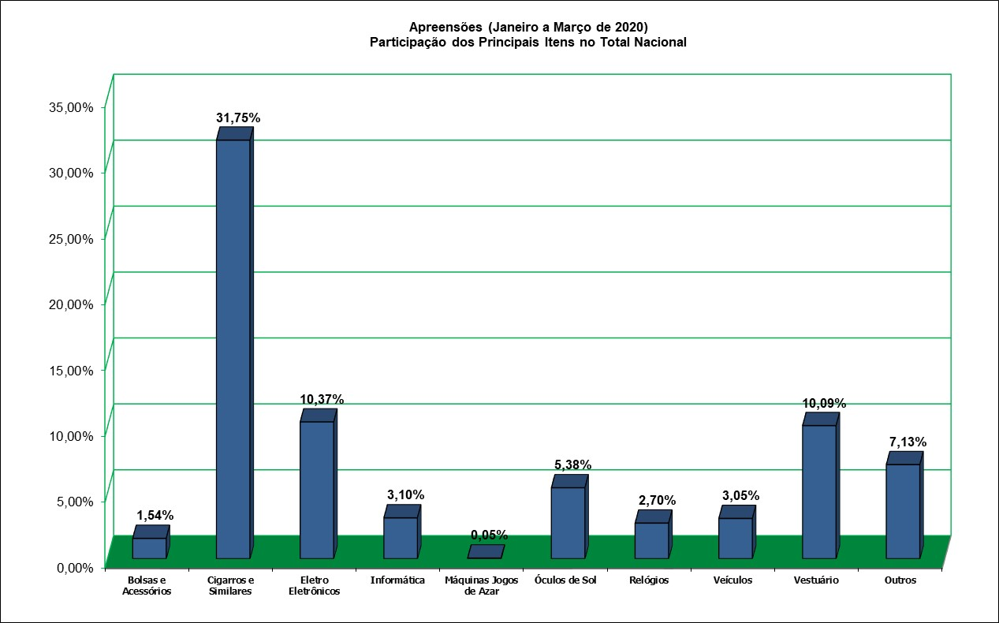 Apreensões (Janeiro a Março de 2020)
Participação dos Principais Itens no Total Nacional
35,00%
30,00%
25,00%
20,00%
15,00%
10,00%
5,00%
0,00%
1,54%
31,75%
10,37%
3,10%
0,05%
5,38%
2,70%
3,05%
10,09%
7,13%
Bolsas e
Acessórios
Cigarros e
Similares
Eletro
Eletrônicos
Informática
Máquinas Jogos
de Azar
Óculos de Sol
Relógios
Veículos
Vestuário
Outros